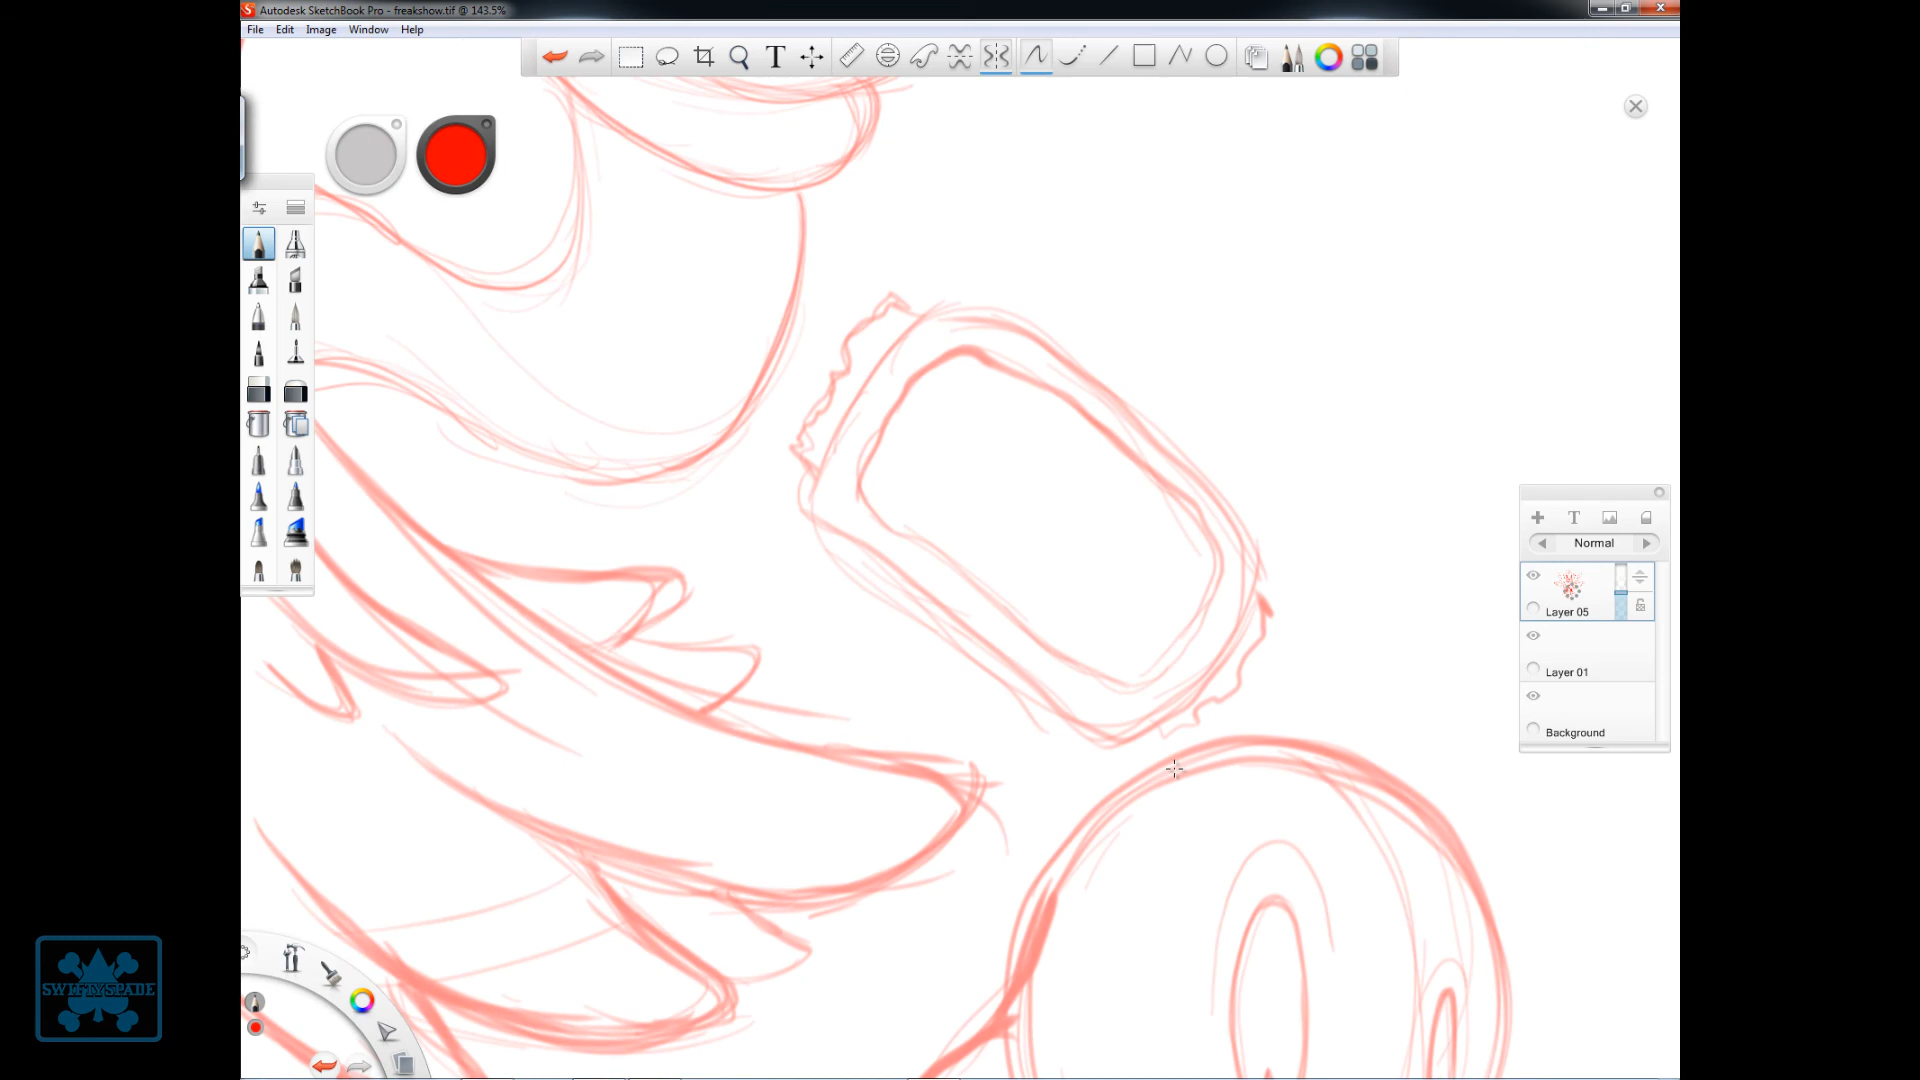 Autodesk SketchBook Pro - freakshow.tif @ 143.5%
File Edit Image Window Help
T
Normal
Layer 05
Layer 01
Background
SWIFTYSPADE